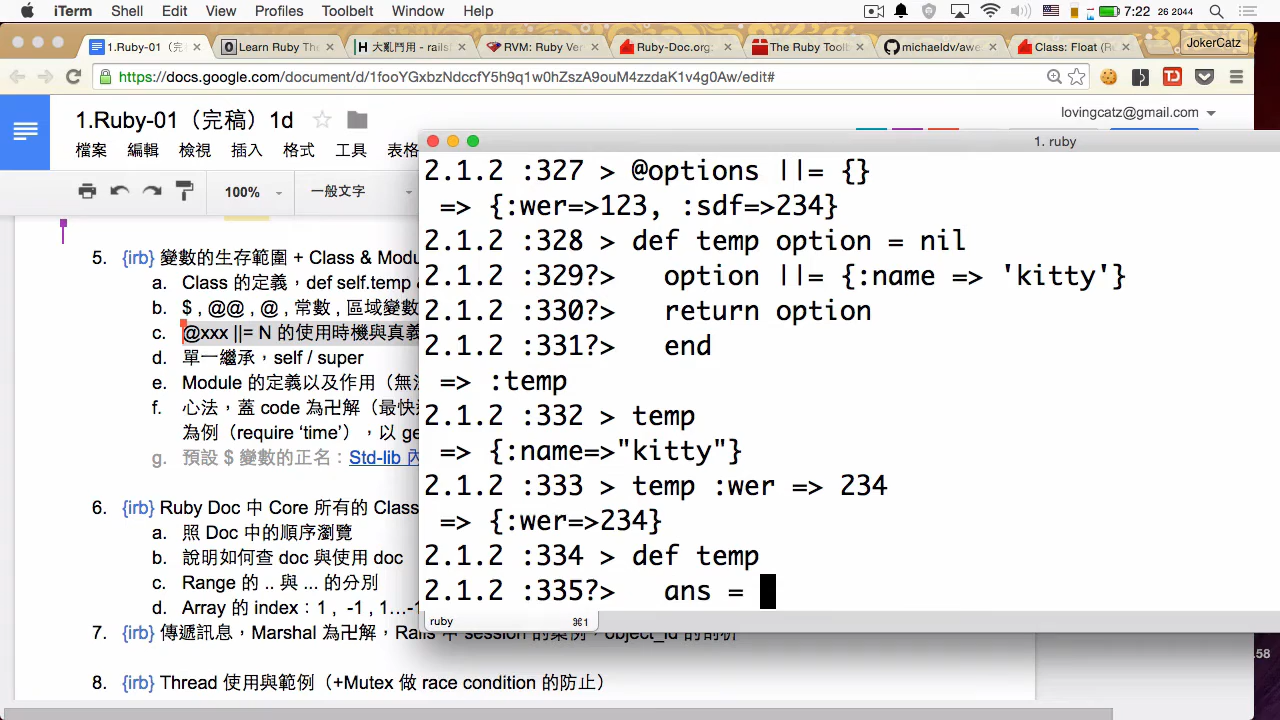 iTerm Shell Edit View Profiles Toolbelt Window Help 7:22 26 2044
1.Ruby-01（完 Learn Ruby The 大亂鬥用 - rails RVM: Ruby Ver Ruby-Doc.org. The Ruby Toolb michaeldv/awe Class: Float (R JokerCatz
https://docs.google.com/document/d/1fooYGxbzNdscfY5h9q1w0hZszA9ouM4zzdaK1v4g0Aw/edit#
1.Ruby-01（完稿）1d
lovingcatz@gmail.com
檔案 編輯 檢視 插入 格式 工具 表格
100% 一般文字
5. {irb} 變數的生存範圍 + Class & Modu
a. Class 的定義，def self.temp &
b. $ , @@ , @ , 常數 , 區域變數
c. @xxx ||= N 的使用時機與真義
d. 單一繼承，self / super
e. Module 的定義以及作用（無
f. 心法，蓋 code 為卍解（最快
為例（require ‘time’），以 ge
g. 預設 $ 變數的正名：Std-lib 內
6. {irb} Ruby Doc 中 Core 所有的 Class
a. 照 Doc 中的順序瀏覽
b. 說明如何查 doc 與使用 doc
c. Range 的 .. 與 ... 的分別
d. Array 的 index：1 , -1 , 1…-1
7. {irb} 傳遞訊息，Marshal 為卍解，Rails 中 session 的案例，object_id 的剖析
8. {irb} Thread 使用與範例（+Mutex 做 race condition 的防止）
1. ruby
2.1.2 :327 > @options ||= {}
=> {:wer=>123, :sdf=>234}
2.1.2 :328 > def temp option = nil
2.1.2 :329?> option ||= {:name => 'kitty'}
2.1.2 :330?> return option
2.1.2 :331?> end
=> :temp
2.1.2 :332 > temp
=> {:name=>"kitty"}
2.1.2 :333 > temp :wer => 234
=> {:wer=>234}
2.1.2 :334 > def temp
2.1.2 :335?> ans =
ruby ⌘1
.58